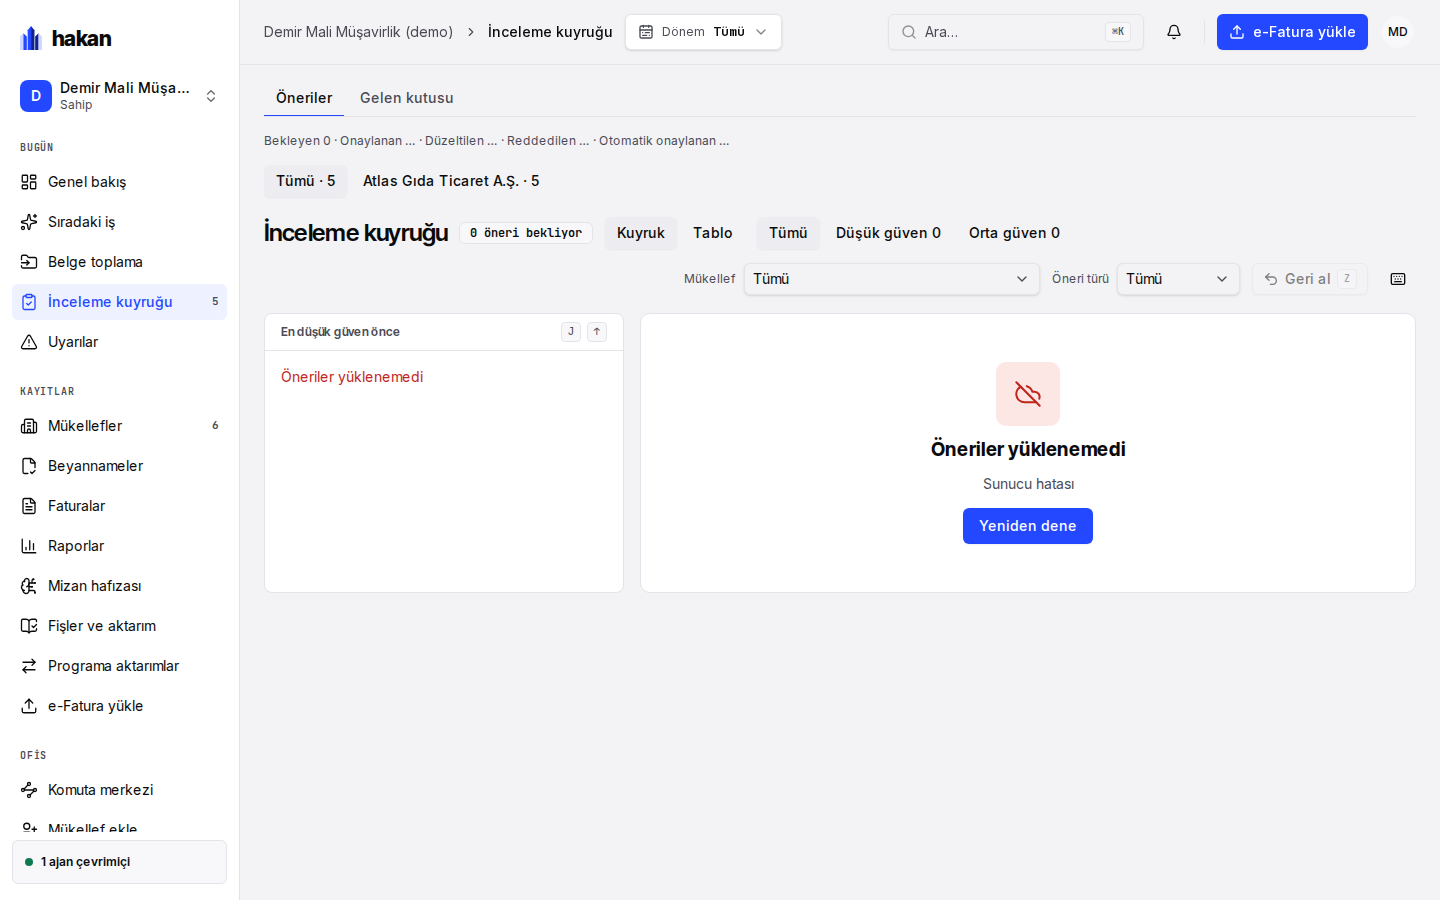 hakan
D
Demir Mali Müşa...
Sahip
BUGÜN
Genel bakış
Sıradaki iş
Belge toplama
İnceleme kuyruğu 5
Uyarılar
KAYITLAR
Mükellefler 6
Beyannameler
Faturalar
Raporlar
Mizan hafızası
Fişler ve aktarım
Programa aktarımlar
e-Fatura yükle
OFİS
Komuta merkezi
Mükellef ekle
1 ajan çevrimiçi
Demir Mali Müşavirlik (demo) > İnceleme kuyruğu Dönem Tümü Ara... ⌘K e-Fatura yükle MD
Öneriler Gelen kutusu
Bekleyen 0 · Onaylanan ... · Düzeltilen ... · Reddedilen ... · Otomatik onaylanan ...
Tümü · 5 Atlas Gıda Ticaret A.Ş. · 5
İnceleme kuyruğu 0 öneri bekliyor Kuyruk Tablo Tümü Düşük güven 0 Orta güven 0
Mükellef Tümü Öneri türü Tümü Geri al Z
En düşük güven önce J ↑
Öneriler yüklenemedi
Öneriler yüklenemedi
Sunucu hatası
Yeniden dene